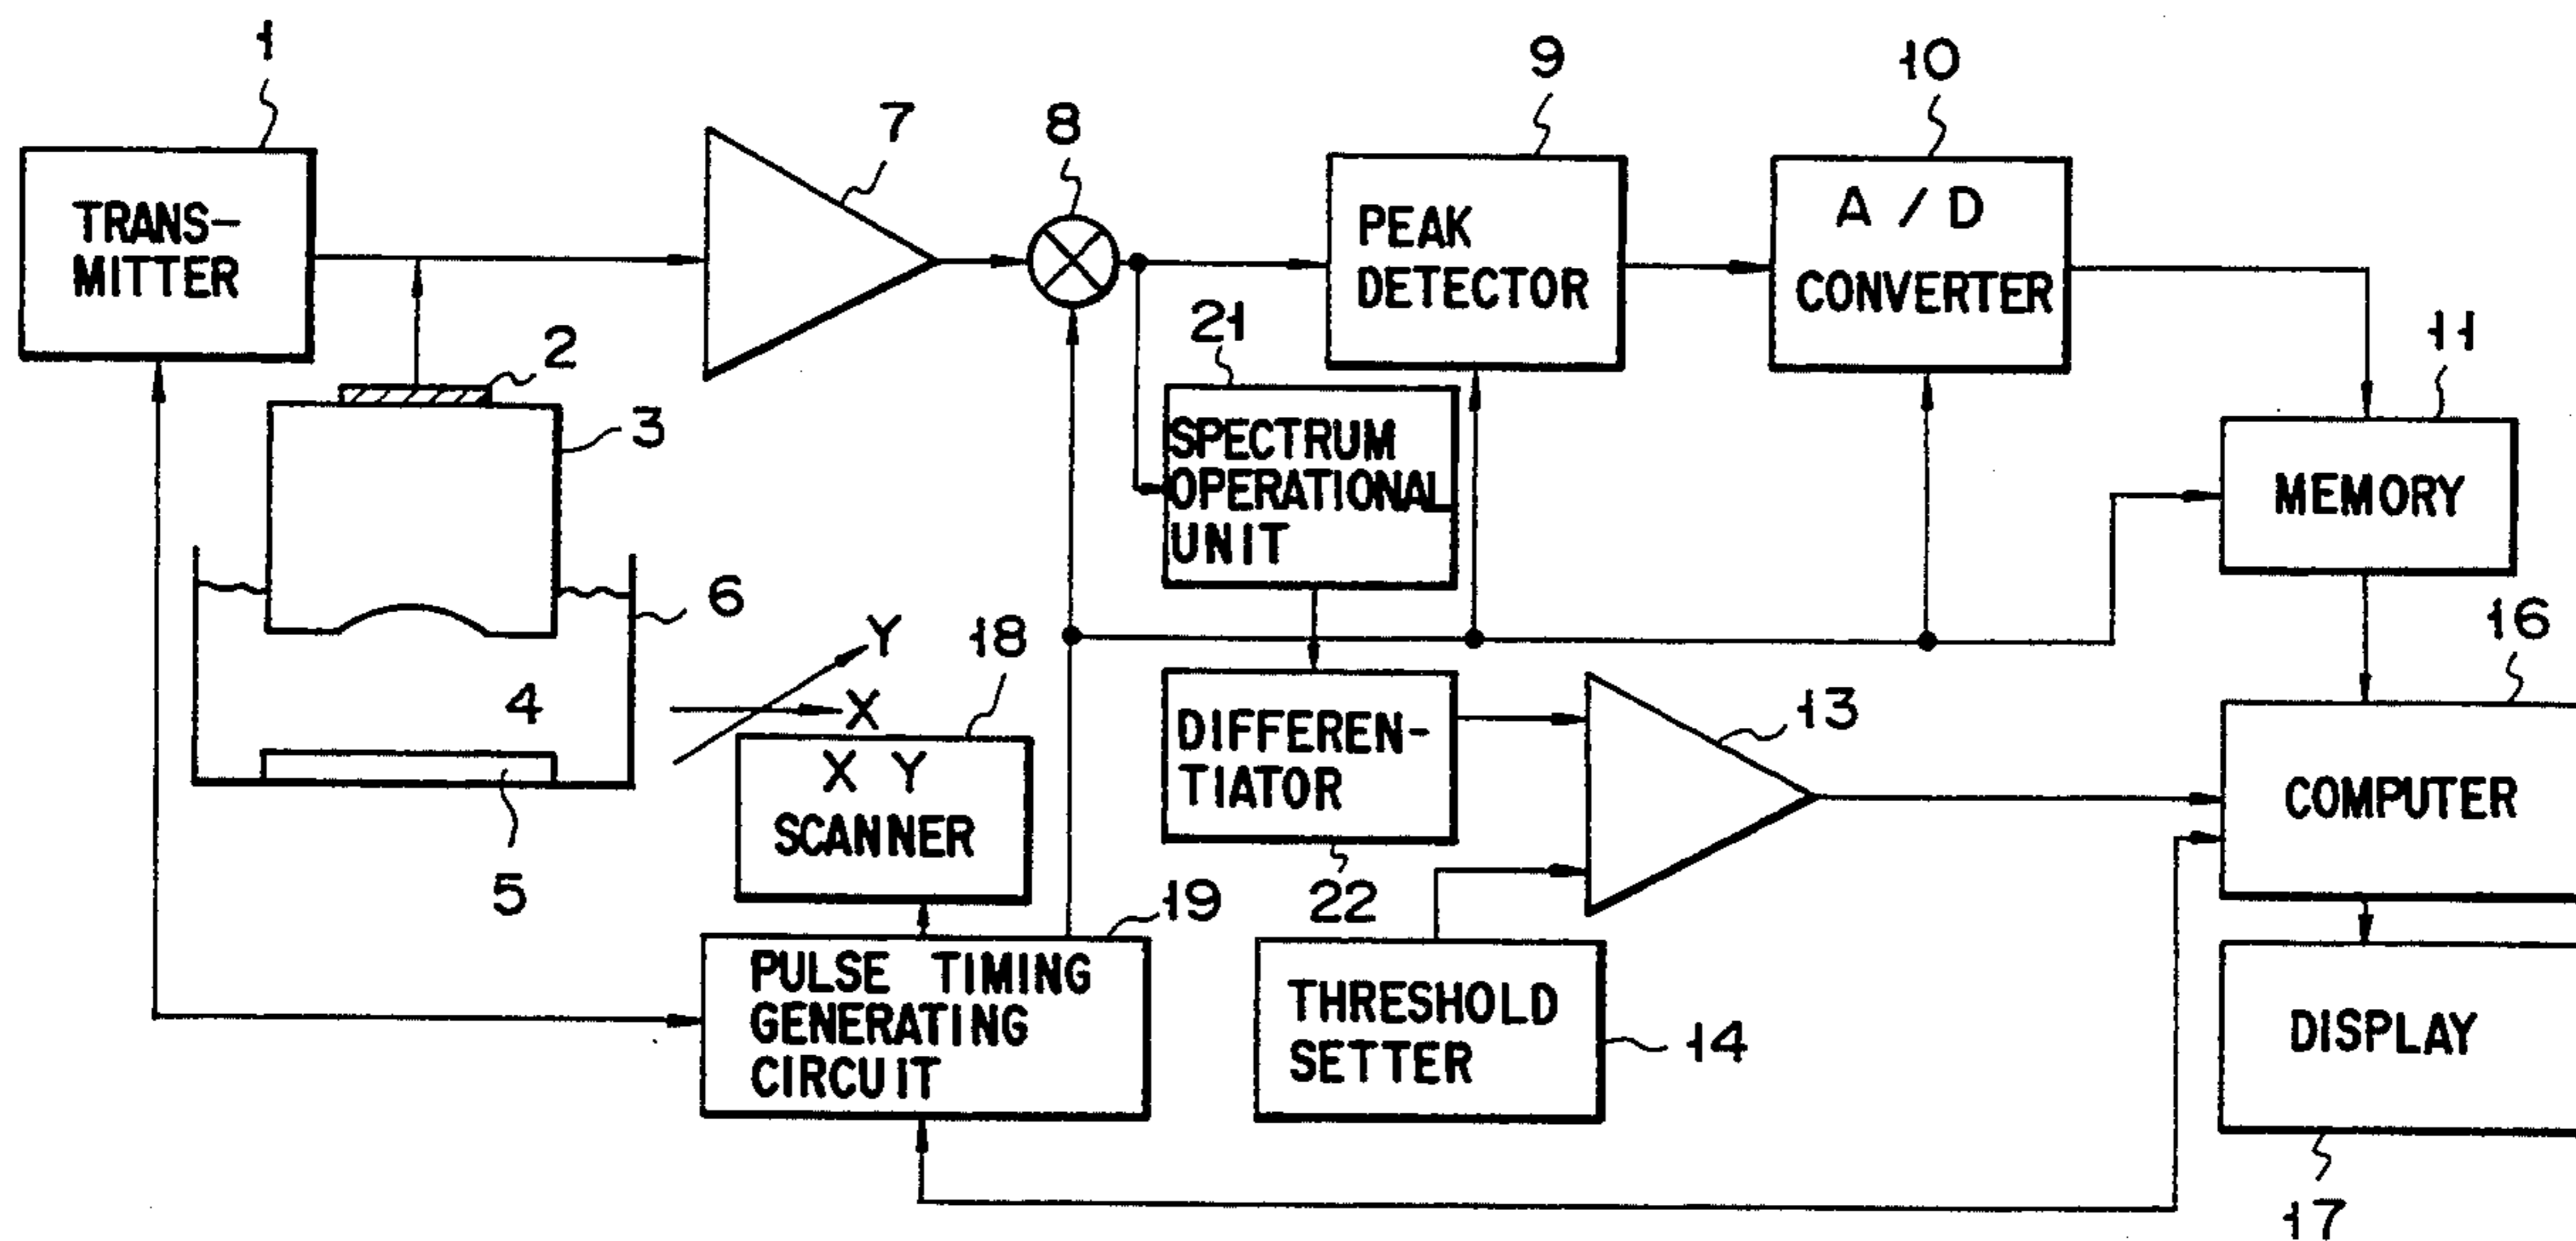 1
TRANS-
MITTER
2
3
4
5
6
7
8
9
PEAK
DETECTOR
10
A / D
CONVERTER
11
MEMORY
21
SPECTRUM
OPERATIONAL
UNIT
Y
X
18
X Y
SCANNER
DIFFEREN-
TIATOR
22
13
16
COMPUTER
19
PULSE TIMING
GENERATING
CIRCUIT
THRESHOLD
SETTER
14
DISPLAY
17